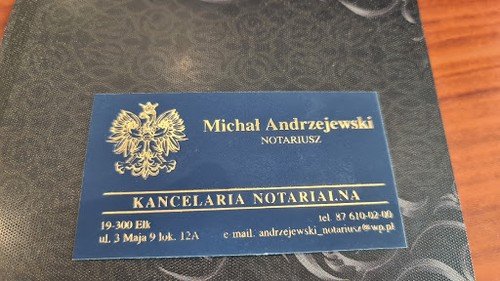 Michał Andrzejewski
NOTARIUSZ
KANCELARIA NOTARIALNA
19-300 Ełk
tel. 87 610-02-00
ul. 3 Maja 9 lok. 12A
e-mail. andrzejewski_notariusz@wp.pl